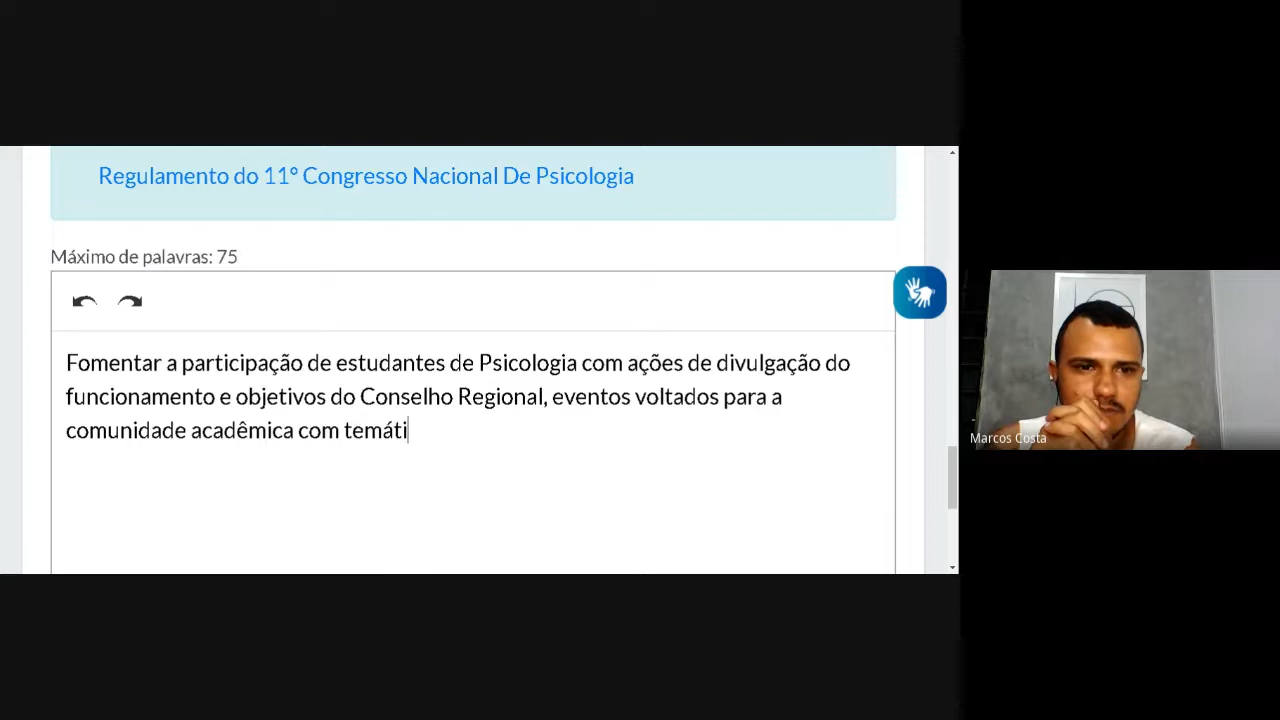 Regulamento do 11º Congresso Nacional De Psicologia
Máximo de palavras: 75
Fomentar a participação de estudantes de Psicologia com ações de divulgação do
funcionamento e objetivos do Conselho Regional, eventos voltados para a
comunidade acadêmica com temáti
Marcos Costa